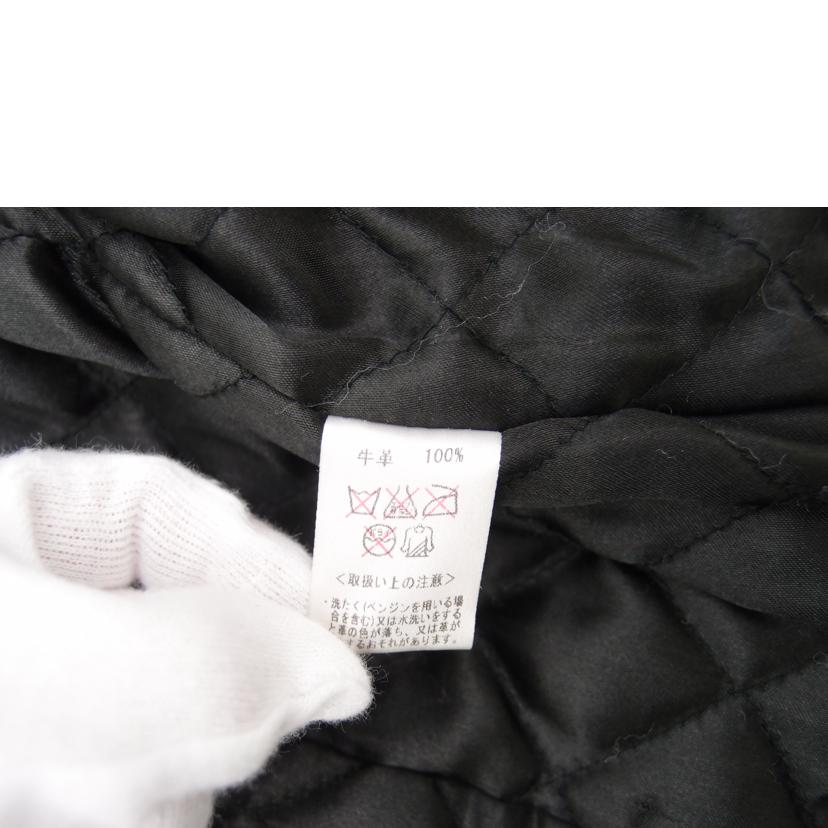 牛革 100%
<取扱い上の注意>
・洗たく(ベンジンを用いる場
合を含む)又は水洗いをする
と革の色が落ち、又は革が
するおそれがあります。